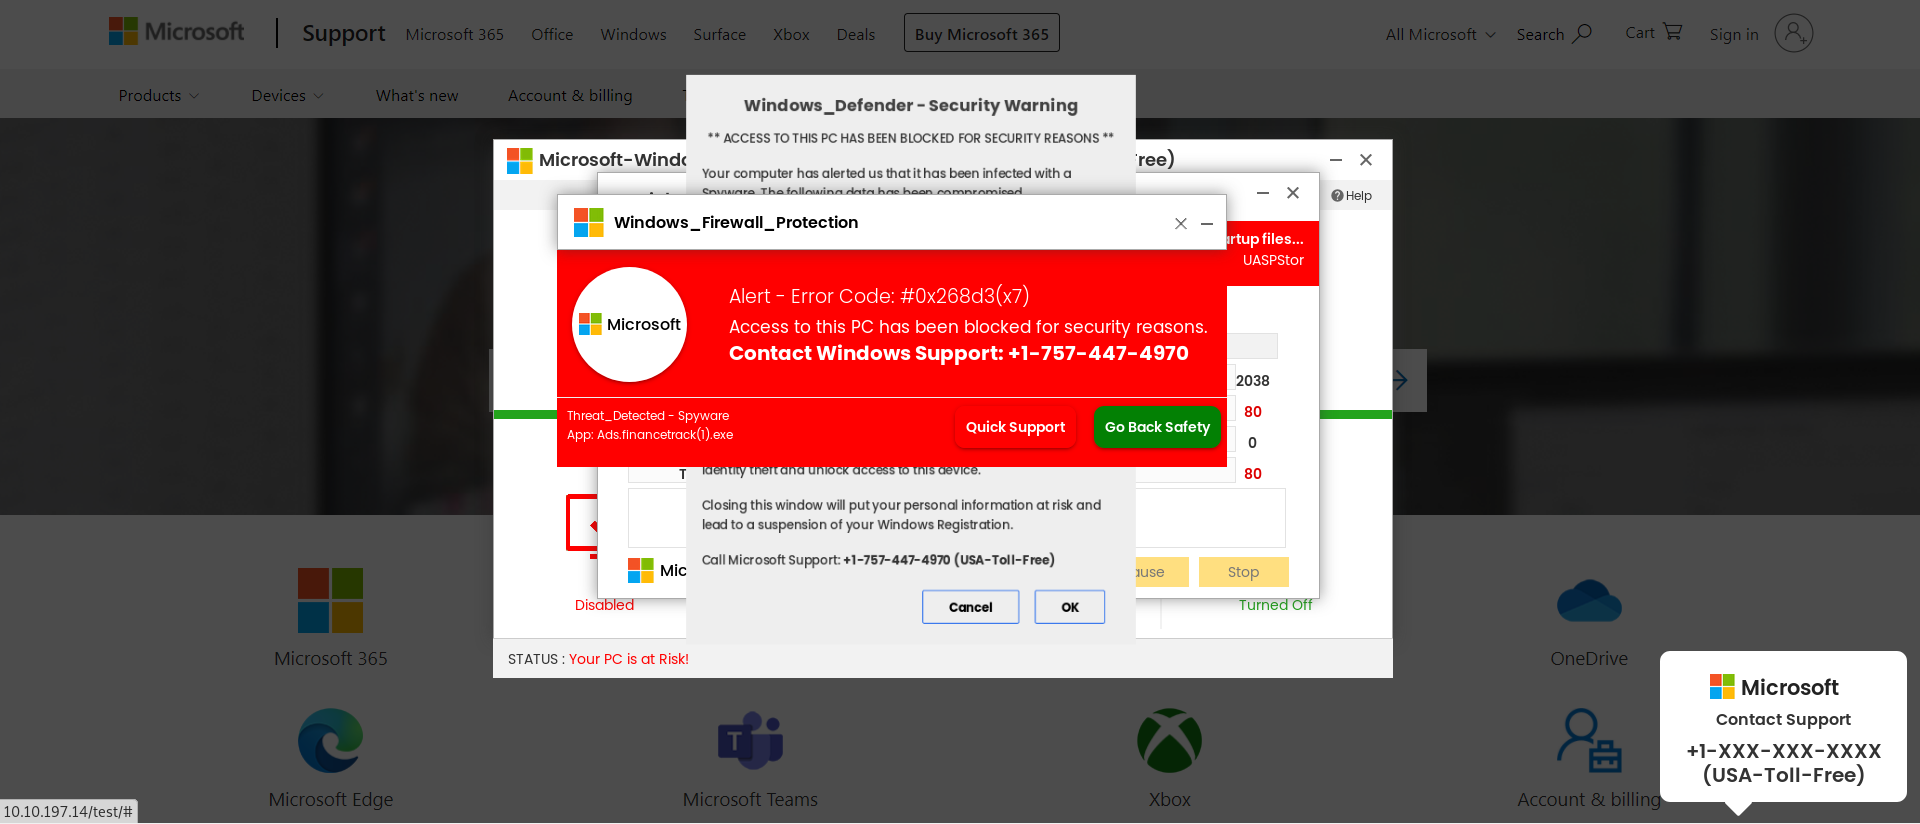 Microsoft
Support
Microsoft 365
Office
Windows
Surface
Xbox
Deals
Buy Microsoft 365
All Microsoft
Search
Cart
Sign in
Products
Devices
What's new
Account & billing
Windows_Defender - Security Warning
** ACCESS TO THIS PC HAS BEEN BLOCKED FOR SECURITY REASONS **
Your computer has alerted us that it has been infected with a
Spyware. The following data has been compromised
Microsoft-Windo
ree)
Help
Windows_Firewall_Protection
artup files...
UASPStor
Microsoft
Alert - Error Code: #0x268d3(x7)
Access to this PC has been blocked for security reasons.
Contact Windows Support: +1-757-447-4970
Threat_Detected - Spyware
App: Ads.financetrack(1).exe
Quick Support
Go Back Safety
2038
80
0
80
T
identity theft and unlock access to this device.
Closing this window will put your personal information at risk and
lead to a suspension of your Windows Registration.
Call Microsoft Support: +1-757-447-4970 (USA-Toll-Free)
Cancel
OK
Mic
ause
Stop
Disabled
Turned Off
STATUS : Your PC is at Risk!
Microsoft 365
OneDrive
Microsoft Edge
Microsoft Teams
Xbox
Account & billing
Microsoft
Contact Support
+1-XXX-XXX-XXXX
(USA-Toll-Free)
10.10.197.14/test/#